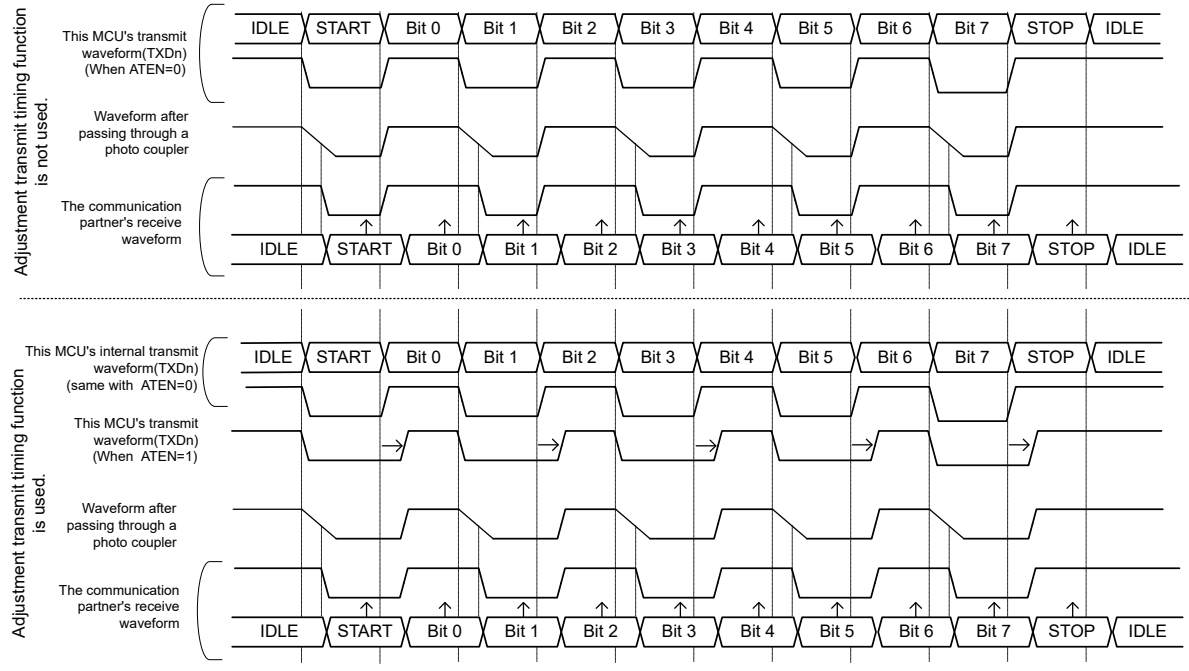 Adjustment transmit timing function
is not used.
This MCU's transmit
waveform(TXDn)
(When ATEN=0)
IDLE START Bit 0 Bit 1 Bit 2 Bit 3 Bit 4 Bit 5 Bit 6 Bit 7 STOP IDLE
Waveform after
passing through a
photo coupler
The communication
partner's receive
waveform
IDLE START Bit 0 Bit 1 Bit 2 Bit 3 Bit 4 Bit 5 Bit 6 Bit 7 STOP IDLE
Adjustment transmit timing function
is used.
This MCU's internal transmit
waveform(TXDn)
(same with ATEN=0)
IDLE START Bit 0 Bit 1 Bit 2 Bit 3 Bit 4 Bit 5 Bit 6 Bit 7 STOP IDLE
This MCU's transmit
waveform(TXDn)
(When ATEN=1)
Waveform after
passing through a
photo coupler
The communication
partner's receive
waveform
IDLE START Bit 0 Bit 1 Bit 2 Bit 3 Bit 4 Bit 5 Bit 6 Bit 7 STOP IDLE